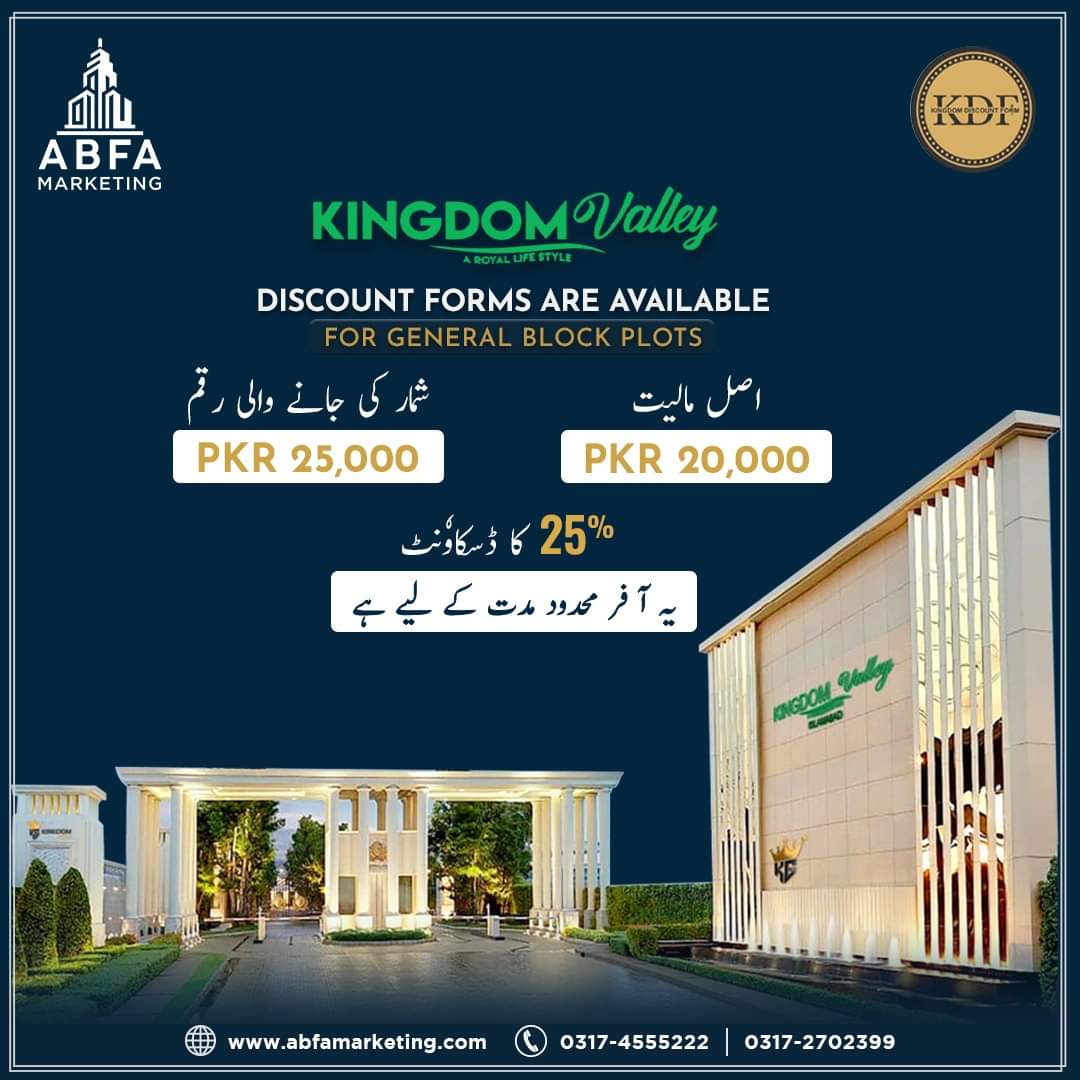 ABFA
MARKETING
KDF
KINGDOM DISCOUNT FORM
KINGDOM Valley
A ROYAL LIFE STYLE
DISCOUNT FORMS ARE AVAILABLE
FOR GENERAL BLOCK PLOTS
اصل مالیت
PKR 20,000
شمار کی جانے والی رقم
PKR 25,000
25% کا ڈسکاؤنٹ
یہ آفر محدود مدت کے لیے ہے
KINGDOM Valley
ISLAMABAD
KINGDOM
www.abfamarketing.com
0317-4555222 | 0317-2702399